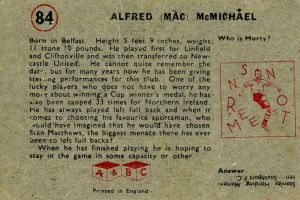 84
ALFRED (MAC) McMICHAEL
Born in Belfast. Height 5 feet 9 inches, weight,
11 stone 10 pounds. He played first for Linfield
and Cliftonville and was then transferred to New-
castle United. He cannot quite remember the
date, but for many years now he has been giving
sterling performances for this club. One of the
lucky players who does not have to worry any
more about winning a Cup winner's medal, he has
also been capped 33 times for Northern Ireland.
He has always played left full back and when it
comes to choosing his favourite sportsman, who
would have imagined that he would have chosen
Stan Matthews, the biggest menace there has ever
been to left full backs?
When he has finished playing he is hoping to
stay in the game in some capacity or other.
A & B C
Printed in England
Who is Morty?
Answer
Stanley Harding Morten-
sen—Southport F.C.